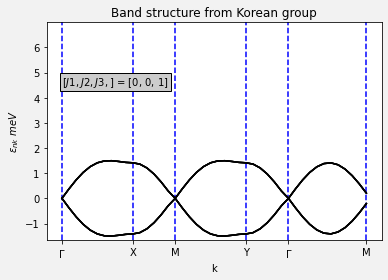 Band structure from Korean group
7
6
5
[J1, J2, J3, ] = [0, 0, 1]
4
3
2
1
0
−1
ε_nk meV
Γ X M Y Γ M
k